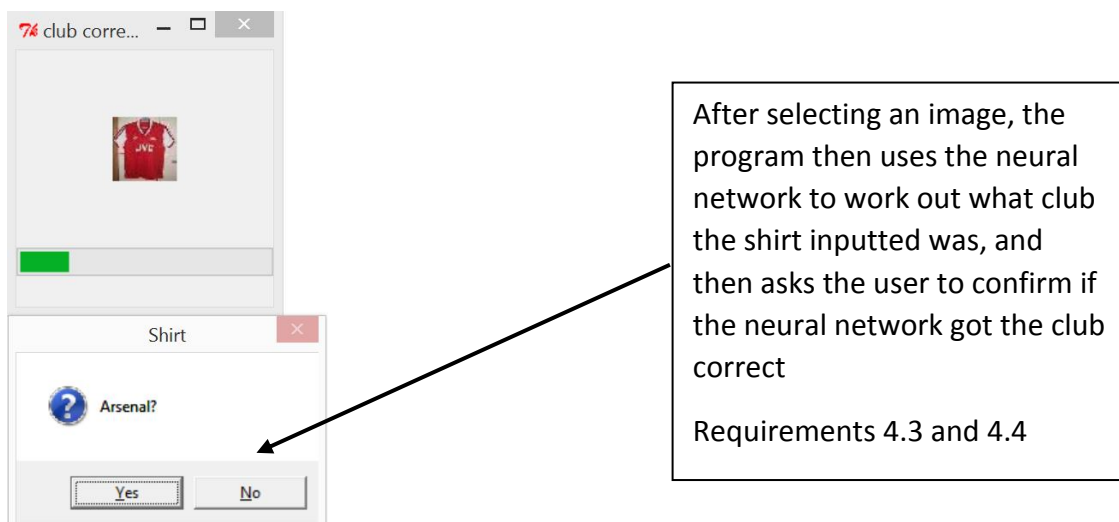 club corre...
JVC
Shirt
Arsenal?
Yes
No
After selecting an image, the
program then uses the neural
network to work out what club
the shirt inputted was, and
then asks the user to confirm if
the neural network got the club
correct
Requirements 4.3 and 4.4